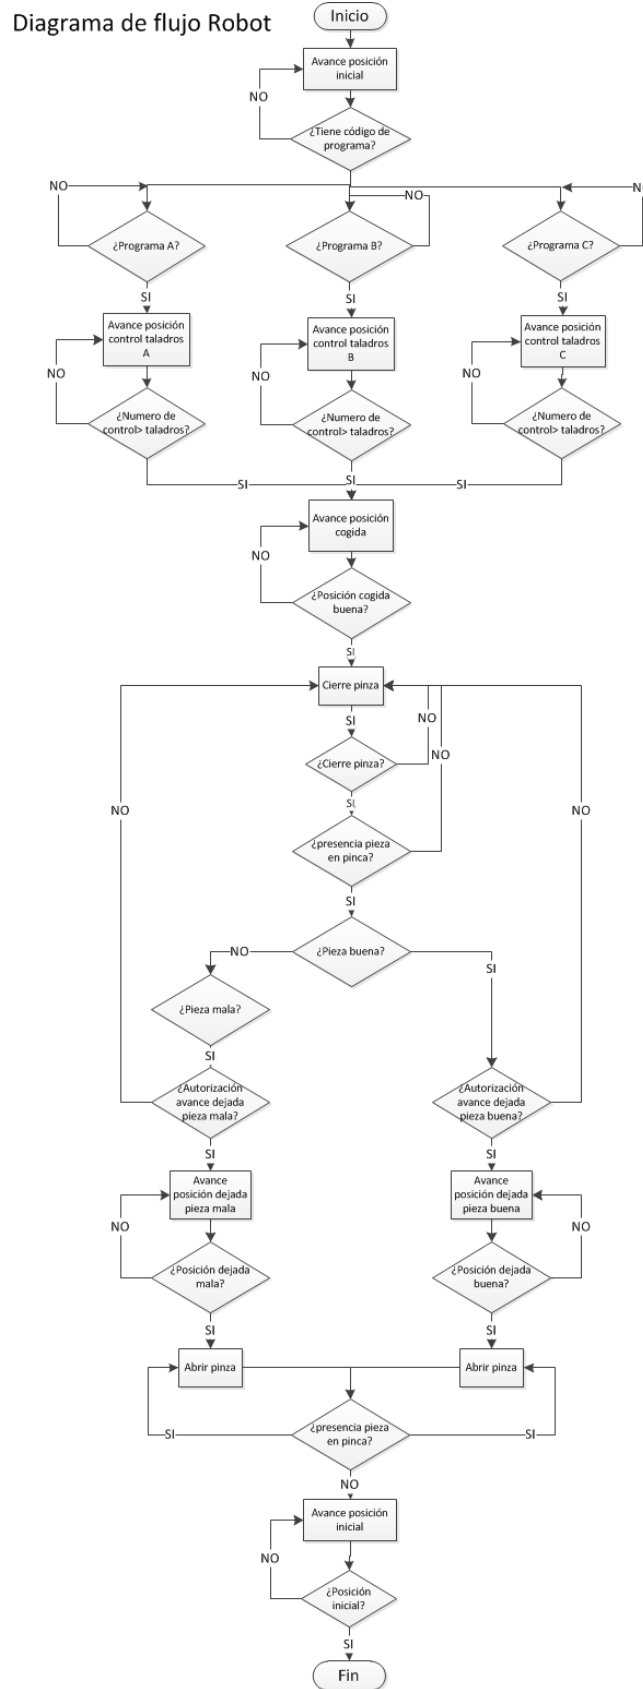 Diagrama de flujo Robot
Inicio
Avance posición
inicial
NO
¿Tiene código de
programa?
NO
NO
N
¿Programa A?
¿Programa B?
¿Programa C?
SI
SI
SI
Avance posición
control taladros
A
Avance posición
control taladros
B
Avance posición
control taladros
C
NO
NO
NO
¿Numero de
control> taladros?
¿Numero de
control> taladros?
¿Numero de
control> taladros?
SI
SI
SI
Avance posición
cogida
NO
¿Posición cogida
buena?
SI
Cierre pinza
SI
NO
¿Cierre pinza?
NO
SI
NO
NO
¿presencia pieza
en pinca?
SI
¿Pieza buena?
NO
SI
¿Pieza mala?
SI
¿Autorización
avance dejada
pieza mala?
¿Autorización
avance dejada
pieza buena?
SI
SI
Avance
posición dejada
pieza mala
Avance
posición dejada
pieza buena
NO
NO
¿Posición dejada
mala?
¿Posición dejada
buena?
SI
SI
Abrir pinza
Abrir pinza
¿presencia pieza
en pinca?
SI
SI
NO
Avance posición
inicial
NO
¿Posición
inicial?
SI
Fin